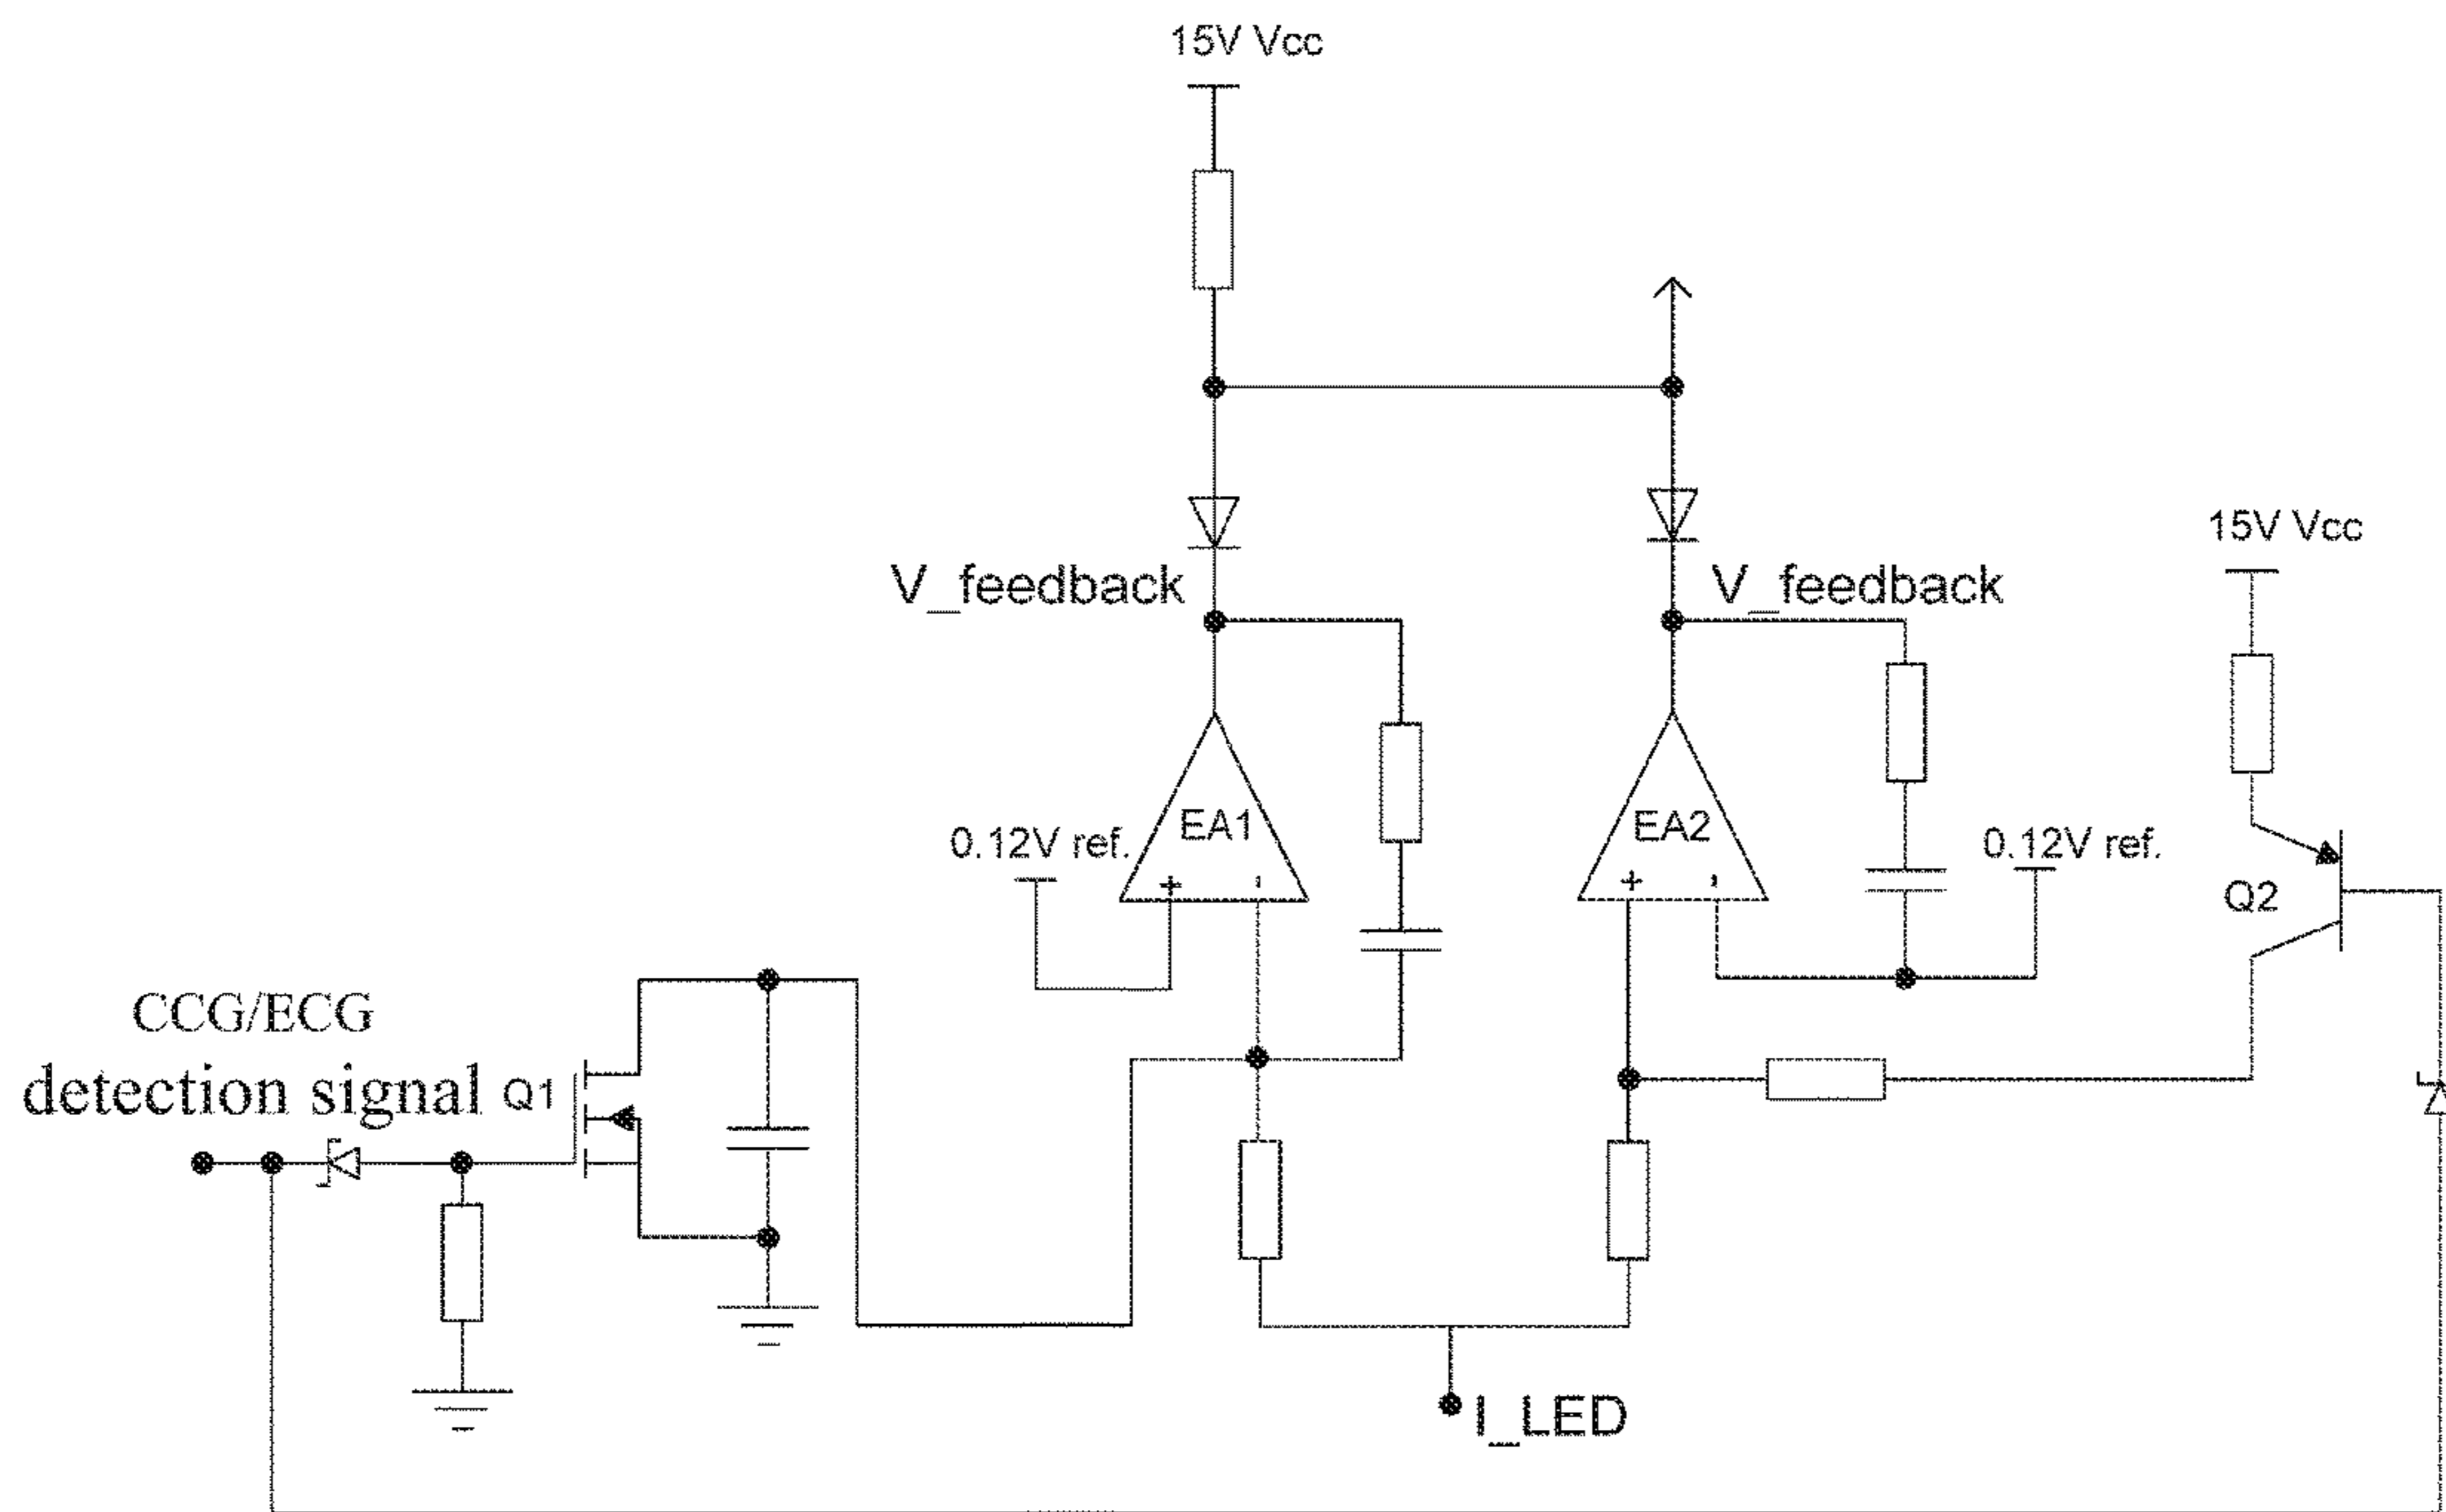 15V Vcc
15V Vcc
V_feedback
V_feedback
EA1
EA2
0.12V ref.
0.12V ref.
+
-
+
-
Q2
CCG/ECG
detection signal
Q1
I_LED